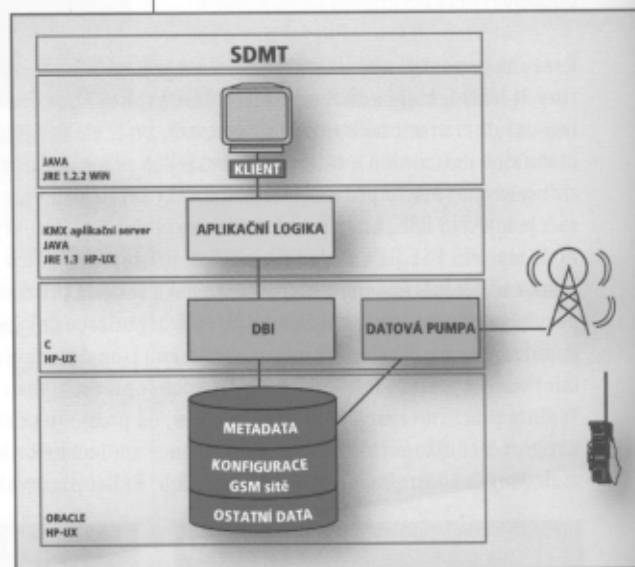 SDMT
KLIENT
JAVA
JRE 1.2.2 WIN
KMX aplikační server
JAVA
JRE 1.3 HP-UX
APLIKAČNÍ LOGIKA
DBI
DATOVÁ PUMPA
C
HP-UX
METADATA
KONFIGURACE
GSM sítě
OSTATNÍ DATA
ORACLE
HP-UX